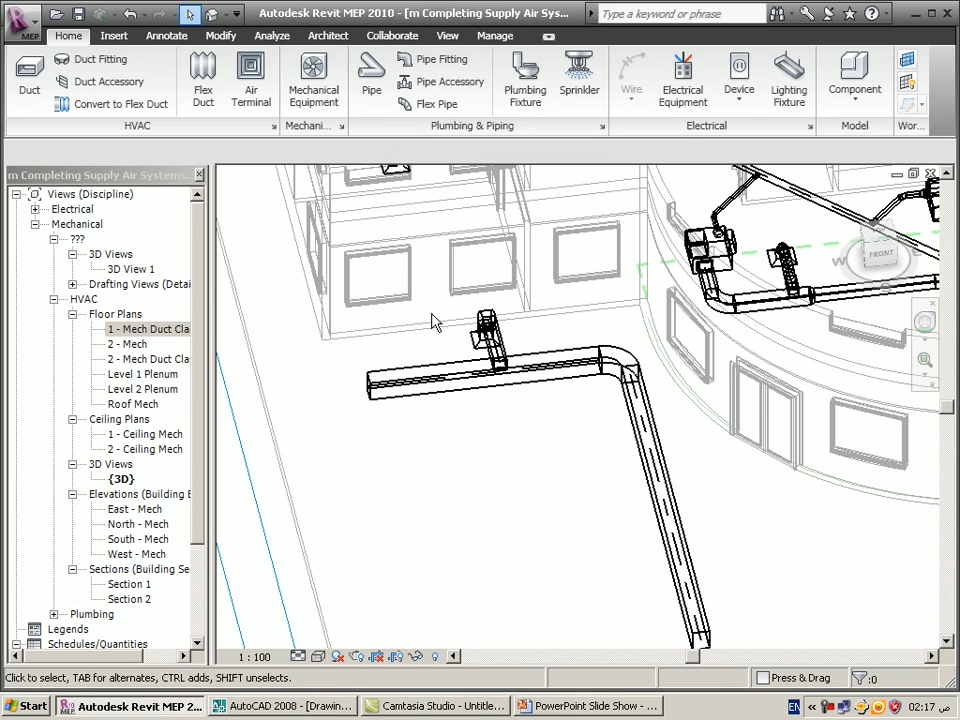 Autodesk Revit MEP 2010 - [m Completing Supply Air Sys...
Type a keyword or phrase
MEP
Home
Insert
Annotate
Modify
Analyze
Architect
Collaborate
View
Manage
Duct
Duct Fitting
Duct Accessory
Convert to Flex Duct
Flex Duct
Air Terminal
Mechanical Equipment
Pipe
Pipe Fitting
Pipe Accessory
Flex Pipe
Plumbing Fixture
Sprinkler
Wire
Electrical Equipment
Device
Lighting Fixture
Component
HVAC
Mechani...
Plumbing & Piping
Electrical
Model
Wor...
m Completing Supply Air Systems...
Views (Discipline)
Electrical
Mechanical
???
3D Views
3D View 1
Drafting Views (Detai
HVAC
Floor Plans
1 - Mech Duct Cla
2 - Mech
2 - Mech Duct Cla
Level 1 Plenum
Level 2 Plenum
Roof Mech
Ceiling Plans
1 - Ceiling Mech
2 - Ceiling Mech
3D Views
{3D}
Elevations (Building E
East - Mech
North - Mech
South - Mech
West - Mech
Sections (Building Se
Section 1
Section 2
Plumbing
Legends
Schedules/Quantities
W
FRONT
1 : 100
Click to select, TAB for alternates, CTRL adds, SHIFT unselects.
Press & Drag
:0
Start
Autodesk Revit MEP 2...
AutoCAD 2008 - [Drawin...
Camtasia Studio - Untitle...
PowerPoint Slide Show - ...
EN
02:17 ص